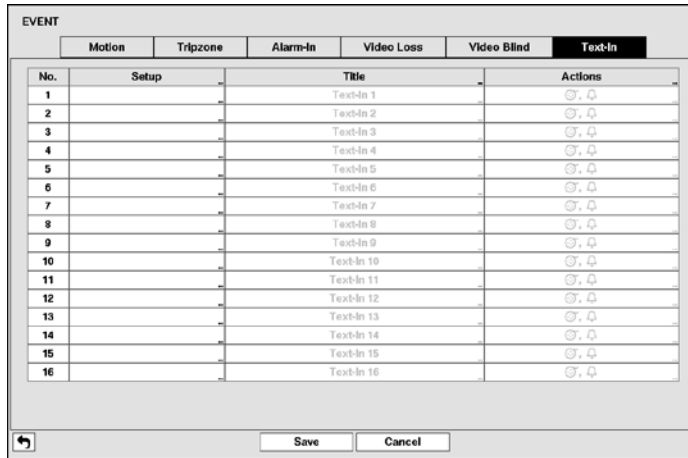 EVENT
Motion Tripzone Alarm-In Video Loss Video Blind Text-In
No. Setup Title Actions
1 Text-In 1
2 Text-In 2
3 Text-In 3
4 Text-In 4
5 Text-In 5
6 Text-In 6
7 Text-In 7
8 Text-In 8
9 Text-In 9
10 Text-In 10
11 Text-In 11
12 Text-In 12
13 Text-In 13
14 Text-In 14
15 Text-In 15
16 Text-In 16
Save Cancel